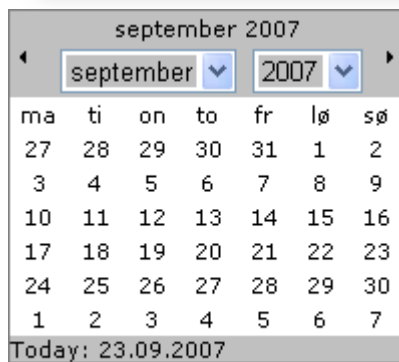 september 2007
september 2007
ma ti on to fr lø sø
27 28 29 30 31 1 2
3 4 5 6 7 8 9
10 11 12 13 14 15 16
17 18 19 20 21 22 23
24 25 26 27 28 29 30
1 2 3 4 5 6 7
Today: 23.09.2007